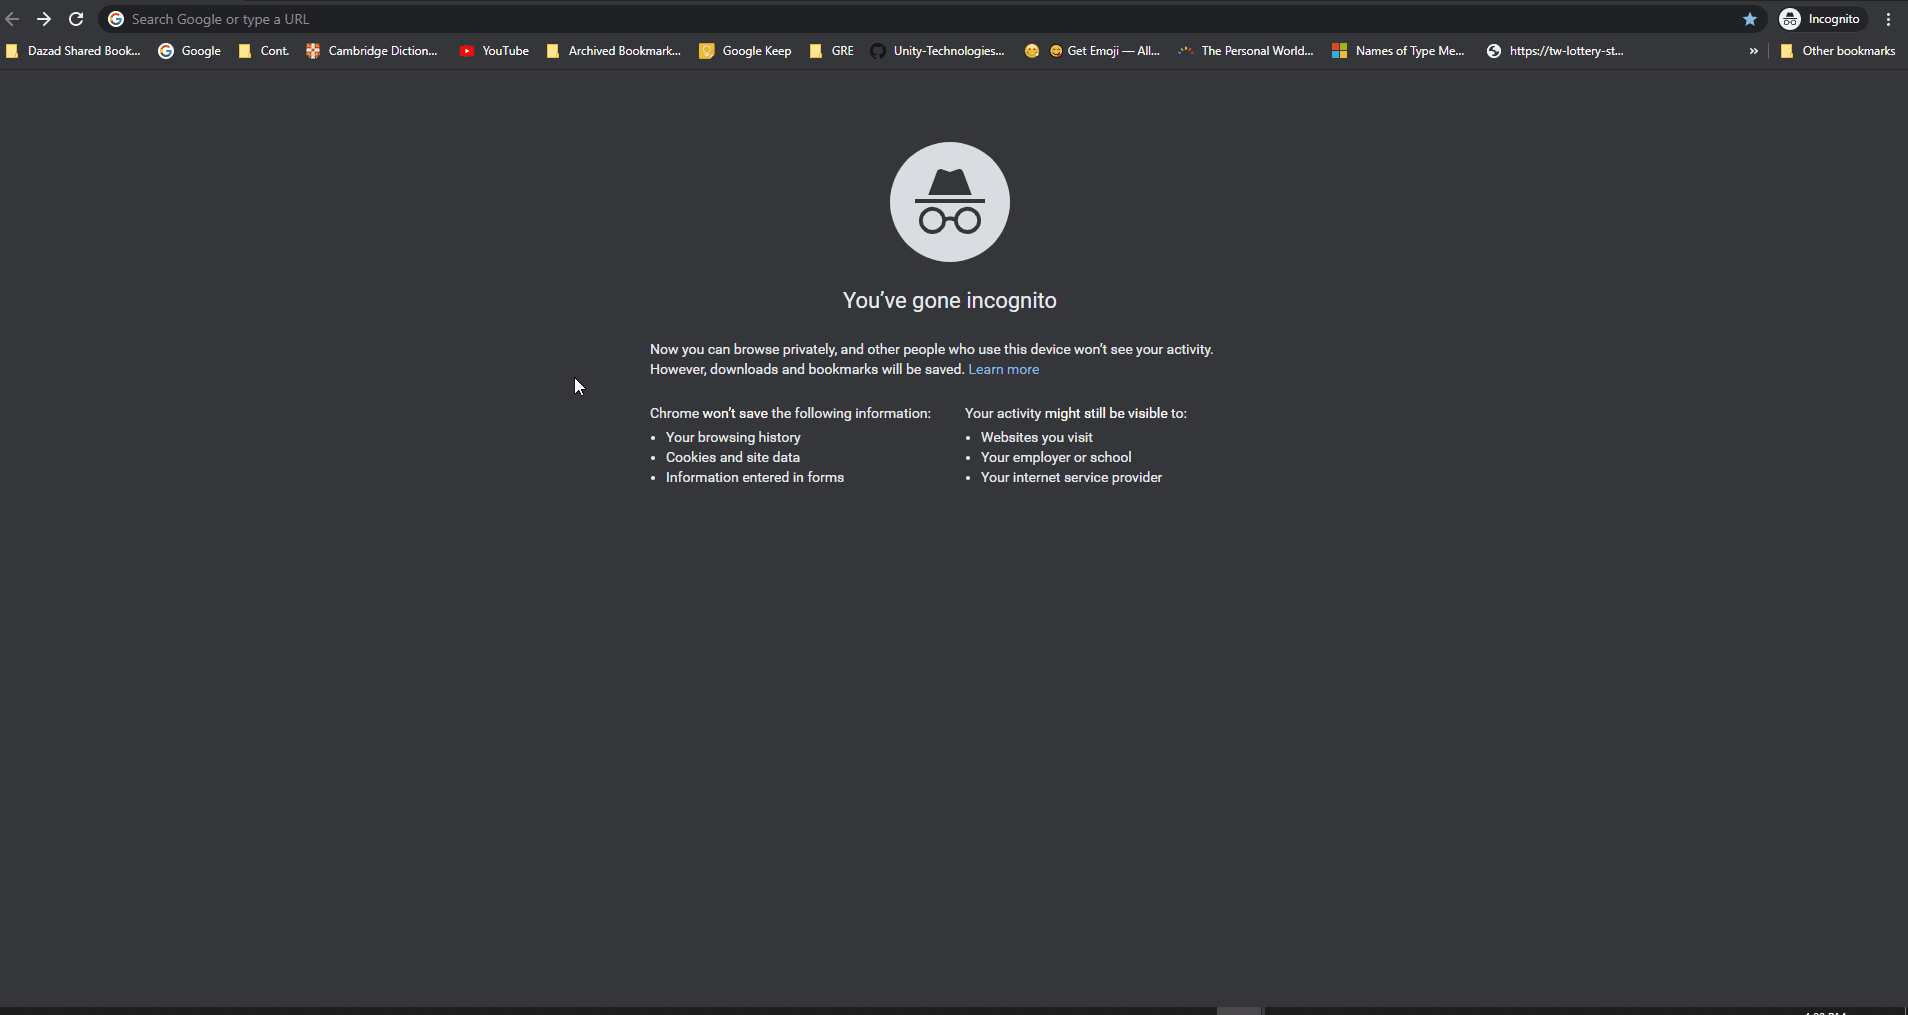 Search Google or type a URL
Incognito
Dazad Shared Book... Google Cont. Cambridge Diction... YouTube Archived Bookmark... Google Keep GRE Unity-Technologies... Get Emoji — All... The Personal World... Names of Type Me... https://tw-lottery-st... » Other bookmarks
You've gone incognito
Now you can browse privately, and other people who use this device won't see your activity.
However, downloads and bookmarks will be saved. Learn more
Chrome won't save the following information:
• Your browsing history
• Cookies and site data
• Information entered in forms
Your activity might still be visible to:
• Websites you visit
• Your employer or school
• Your internet service provider